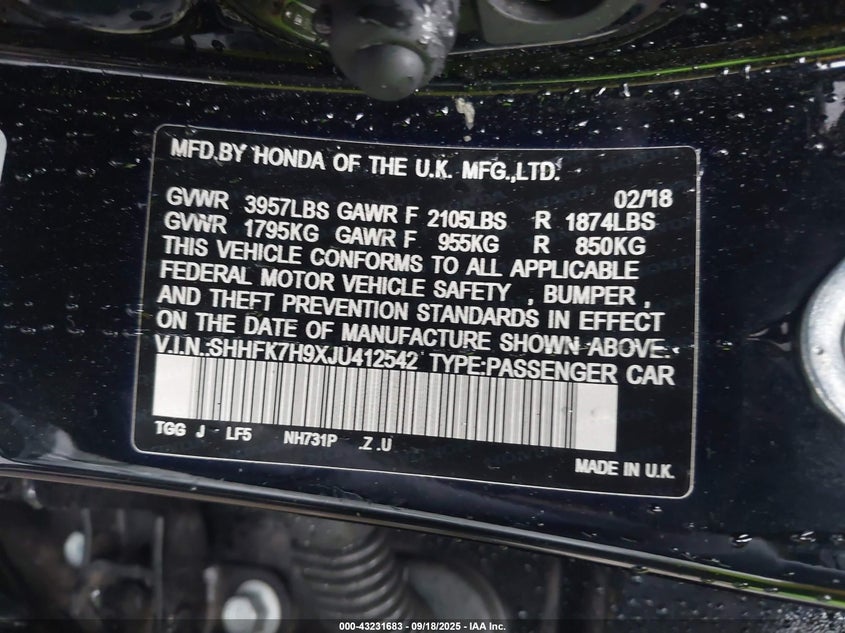 MFD.BY HONDA OF THE U.K. MFG.,LTD.
02/'18
GVWR 3957LBS GAWR F 2105LBS R 1874LBS
GVWR 1795KG GAWR F 955KG R 850KG
THIS VEHICLE CONFORMS TO ALL APPLICABLE
FEDERAL MOTOR VEHICLE SAFETY , BUMPER ,
AND THEFT PREVENTION STANDARDS IN EFFECT
ON THE DATE OF MANUFACTURE SHOWN ABOVE.
V.I.N.:SHHFK7H9XJU412542 TYPE:PASSENGER CAR
TGG J LF5 NH731P .Z .U
MADE IN U.K.
000-43231683 - 09/18/2025 - IAA Inc.